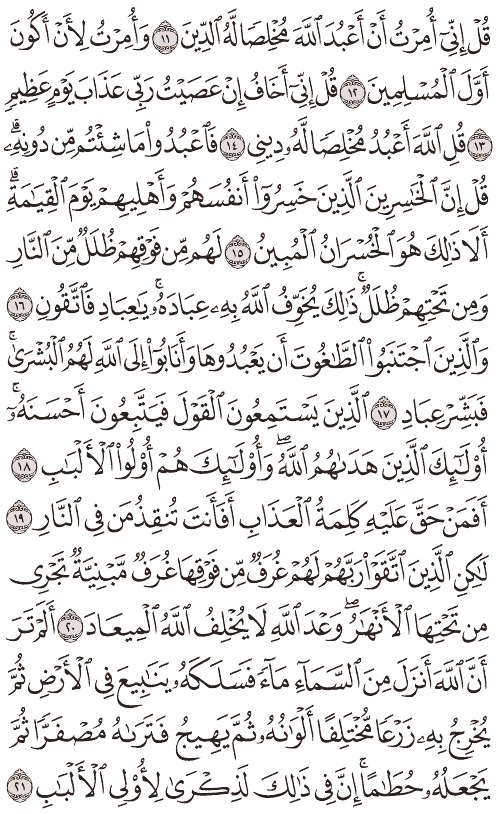 قُلْ إِنِّىٓ أُمِرْتُ أَنْ أَعْبُدَ ٱللَّهَ مُخْلِصًا لَّهُ ٱلدِّينَ ١١ وَأُمِرْتُ لِأَنْ أَكُونَ
أَوَّلَ ٱلْمُسْلِمِينَ ١٢ قُلْ إِنِّىٓ أَخَافُ إِنْ عَصَيْتُ رَبِّى عَذَابَ يَوْمٍ عَظِيمٍ
١٣ قُلِ ٱللَّهَ أَعْبُدُ مُخْلِصًا لَّهُۥ دِينِى ١٤ فَٱعْبُدُوا۟ مَا شِئْتُم مِّن دُونِهِۦ ۗ
قُلْ إِنَّ ٱلْخَـٰسِرِينَ ٱلَّذِينَ خَسِرُوٓا۟ أَنفُسَهُمْ وَأَهْلِيهِمْ يَوْمَ ٱلْقِيَـٰمَةِ ۗ
أَلَا ذَٰلِكَ هُوَ ٱلْخُسْرَانُ ٱلْمُبِينُ ١٥ لَهُم مِّن فَوْقِهِمْ ظُلَلٌ مِّنَ ٱلنَّارِ
وَمِن تَحْتِهِمْ ظُلَلٌ ۚ ذَٰلِكَ يُخَوِّفُ ٱللَّهُ بِهِۦ عِبَادَهُۥ ۚ يَـٰعِبَادِ فَٱتَّقُونِ ١٦
وَٱلَّذِينَ ٱجْتَنَبُوا۟ ٱلطَّـٰغُوتَ أَن يَعْبُدُوهَا وَأَنَابُوٓا۟ إِلَى ٱللَّهِ لَهُمُ ٱلْبُشْرَىٰ ۚ
فَبَشِّرْ عِبَادِ ١٧ ٱلَّذِينَ يَسْتَمِعُونَ ٱلْقَوْلَ فَيَتَّبِعُونَ أَحْسَنَهُۥٓ ۚ
أُو۟لَـٰٓئِكَ ٱلَّذِينَ هَدَىٰهُمُ ٱللَّهُ ۖ وَأُو۟لَـٰٓئِكَ هُمْ أُو۟لُوا۟ ٱلْأَلْبَـٰبِ ١٨
أَفَمَنْ حَقَّ عَلَيْهِ كَلِمَةُ ٱلْعَذَابِ أَفَأَنتَ تُنقِذُ مَن فِى ٱلنَّارِ ١٩
لَـٰكِنِ ٱلَّذِينَ ٱتَّقَوْا۟ رَبَّهُمْ لَهُمْ غُرَفٌ مِّن فَوْقِهَا غُرَفٌ مَّبْنِيَّةٌ تَجْرِى
مِن تَحْتِهَا ٱلْأَنْهَـٰرُ ۖ وَعْدَ ٱللَّهِ لَا يُخْلِفُ ٱللَّهُ ٱلْمِيعَادَ ٢٠ أَلَمْ تَرَ
أَنَّ ٱللَّهَ أَنزَلَ مِنَ ٱلسَّمَآءِ مَآءً فَسَلَكَهُۥ يَنَـٰبِيعَ فِى ٱلْأَرْضِ ثُمَّ
يُخْرِجُ بِهِۦ زَرْعًا مُّخْتَلِفًا أَلْوَٰنُهُۥ ثُمَّ يَهِيجُ فَتَرَىٰهُ مُصْفَرًّا ثُمَّ
يَجْعَلُهُۥ حُطَـٰمًا ۚ إِنَّ فِى ذَٰلِكَ لَذِكْرَىٰ لِأُو۟لِى ٱلْأَلْبَـٰبِ ٢١